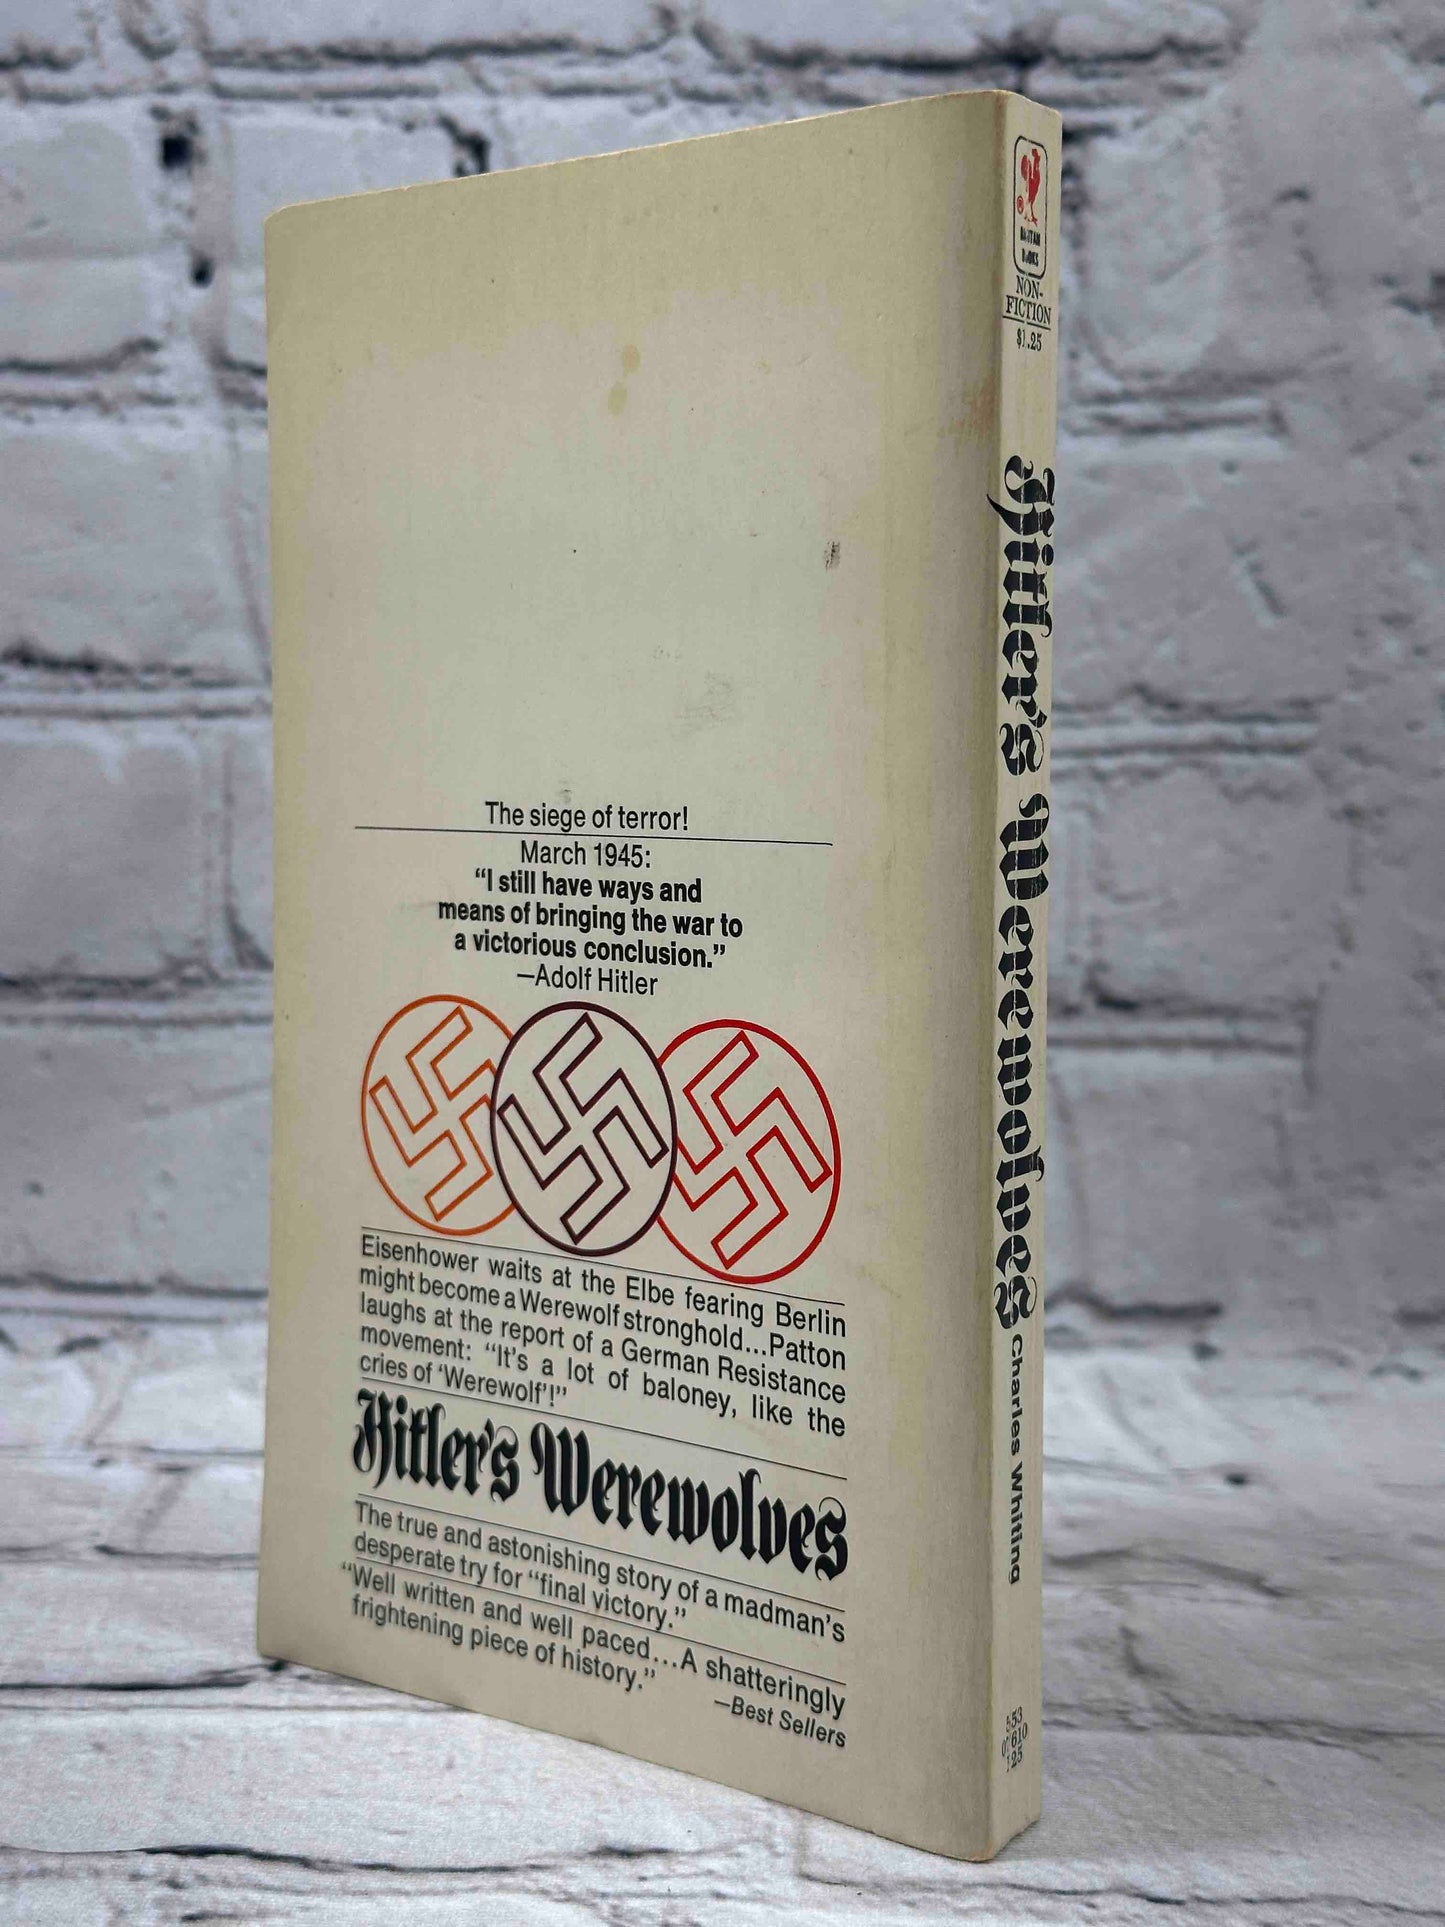 The siege of terror!
March 1945:
“I still have ways and
means of bringing the war to
a victorious conclusion.”
—Adolf Hitler
Eisenhower waits at the Elbe fearing Berlin
might become a Werewolf stronghold...Patton
laughs at the report of a German Resistance
movement: “It’s a lot of baloney, like the
cries of ‘Werewolf’!”
Hitler’s Werewolves
The true and astonishing story of a madman’s
desperate try for “final victory.”
“Well written and well paced...A shatteringly
frightening piece of history.”
—Best Sellers
BANTAM
BOOKS
NON-
FICTION
$1.25
Hitler’s Werewolves Charles Whiting
553
125